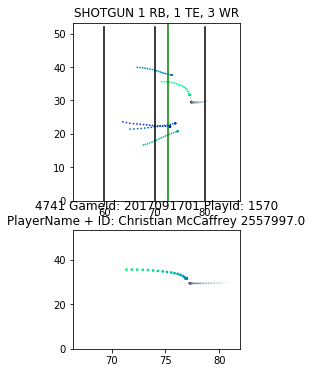 SHOTGUN 1 RB, 1 TE, 3 WR
50
40
30
20
10
0
60 70 80
4741 GameId: 2017091701 PlayId: 1570
PlayerName + ID: Christian McCaffrey 2557997.0
40
20
0
70 75 80